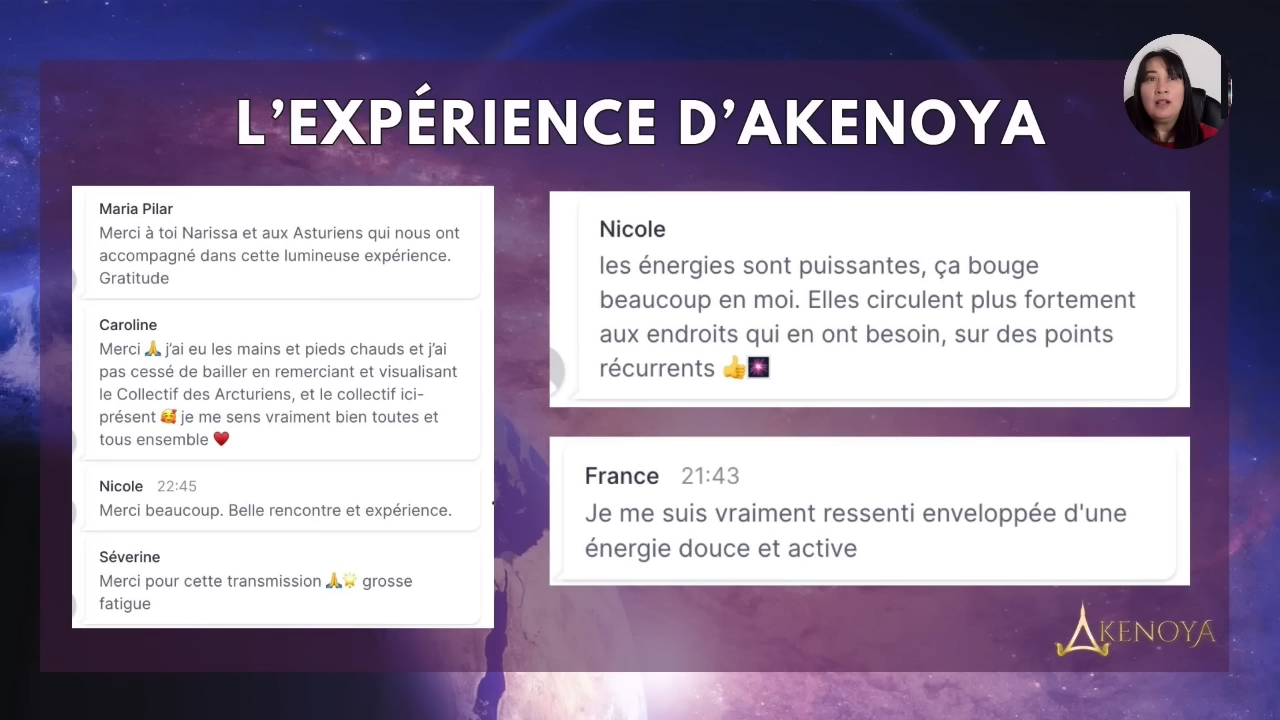 L’EXPÉRIENCE D’AKENOYA
Maria Pilar
Merci à toi Narissa et aux Asturiens qui nous ont
accompagné dans cette lumineuse expérience.
Gratitude
Caroline
Merci 🙏 j’ai eu les mains et pieds chauds et j’ai
pas cessé de bailler en remerciant et visualisant
le Collectif des Arcturiens, et le collectif ici-
présent 🥰 je me sens vraiment bien toutes et
tous ensemble ♥️
Nicole 22:45
Merci beaucoup. Belle rencontre et expérience.
Séverine
Merci pour cette transmission 🙏🌟 grosse
fatigue
Nicole
les énergies sont puissantes, ça bouge
beaucoup en moi. Elles circulent plus fortement
aux endroits qui en ont besoin, sur des points
récurrents 👍🎆
France 21:43
Je me suis vraiment ressenti enveloppée d'une
énergie douce et active
AKENOYA